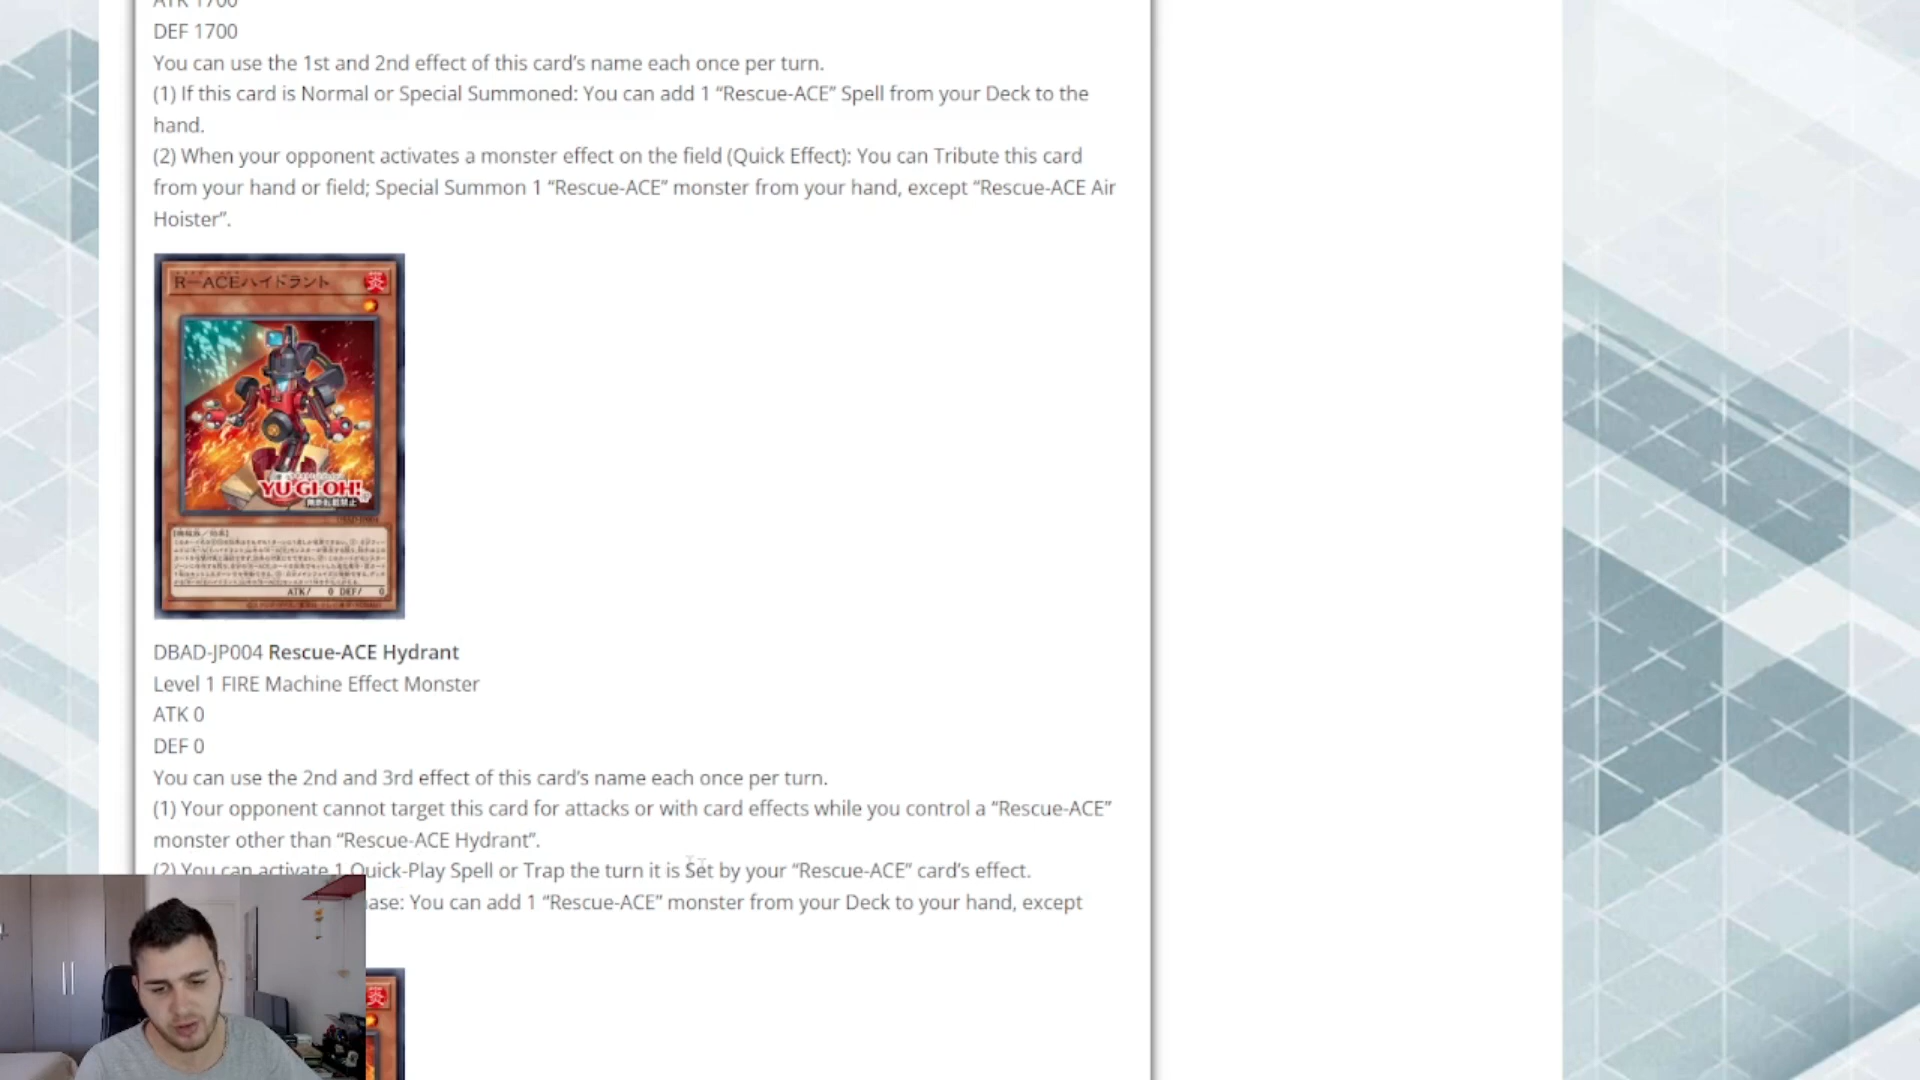 ATK 1700
DEF 1700
You can use the 1st and 2nd effect of this card’s name each once per turn.
(1) If this card is Normal or Special Summoned: You can add 1 “Rescue-ACE” Spell from your Deck to the
hand.
(2) When your opponent activates a monster effect on the field (Quick Effect): You can Tribute this card
from your hand or field; Special Summon 1 “Rescue-ACE” monster from your hand, except “Rescue-ACE Air
Hoister”.
R－ACEハイドラント
炎
YU-GI-OH!
ATK/ 0 DEF/ 0
DBAD-JP004 Rescue-ACE Hydrant
Level 1 FIRE Machine Effect Monster
ATK 0
DEF 0
You can use the 2nd and 3rd effect of this card’s name each once per turn.
(1) Your opponent cannot target this card for attacks or with card effects while you control a “Rescue-ACE”
monster other than “Rescue-ACE Hydrant”.
(2) You can activate 1 Quick-Play Spell or Trap the turn it is Set by your “Rescue-ACE” card’s effect.
ase: You can add 1 “Rescue-ACE” monster from your Deck to your hand, except
炎